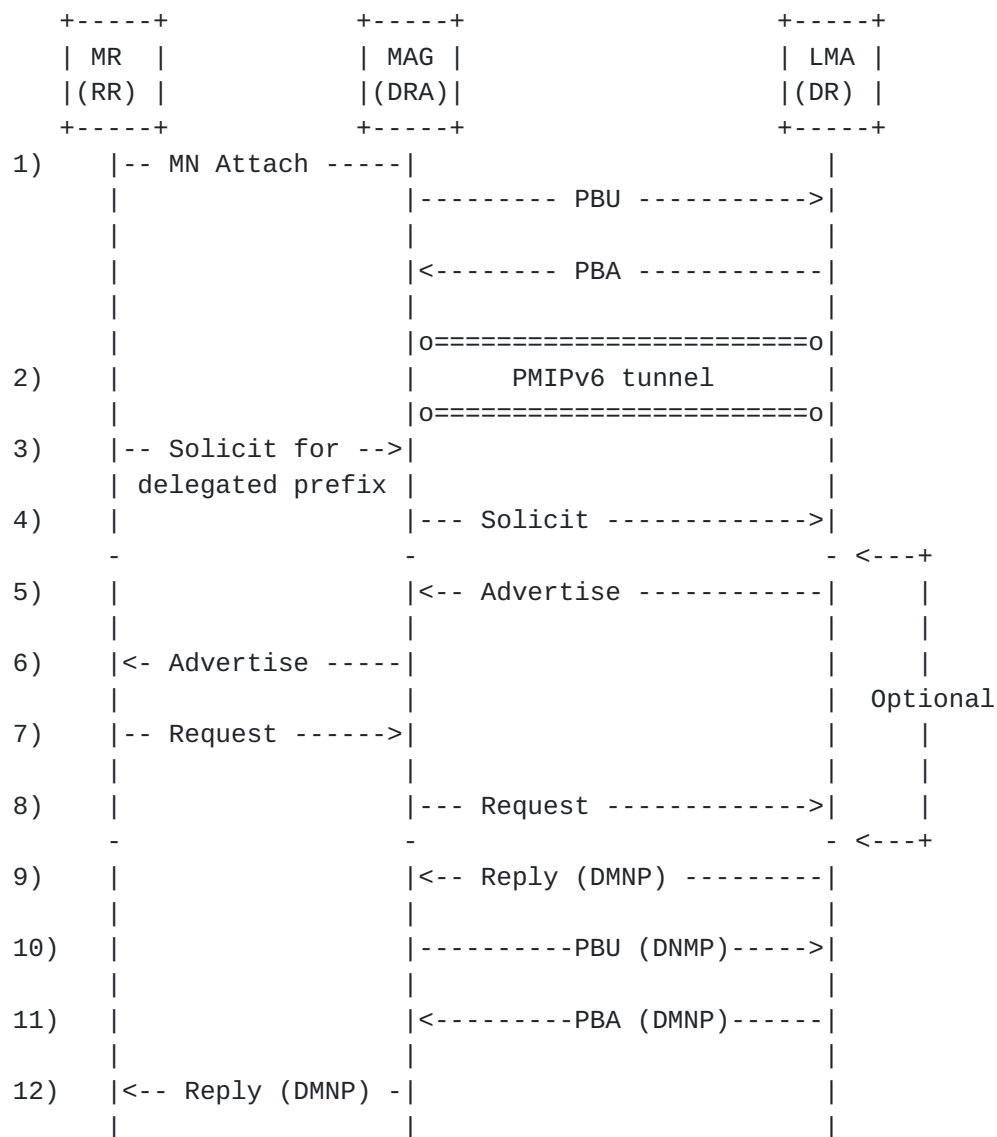 +-----+            +-----+                    +-----+
| MR  |            | MAG |                    | LMA |
|(RR) |            |(DRA)|                    |(DR) |
+-----+            +-----+                    +-----+
1)    |-- MN Attach -----|                          |
      |                  |--------- PBU ----------->|
      |                  |                          |
      |                  |<-------- PBA ------------|
      |                  |                          |
      |                  |o========================o|
2)    |                  |      PMIPv6 tunnel       |
      |                  |o========================o|
3)    |-- Solicit for -->|                          |
      | delegated prefix |                          |
4)    |                  |--- Solicit ------------->|
      -                  -                          - <---+
5)    |                  |<-- Advertise ------------|     |
      |                  |                          |     |
6)    |<- Advertise -----|                          |     |
      |                  |                          |  Optional
7)    |-- Request ------>|                          |     |
      |                  |                          |     |
8)    |                  |--- Request ------------->|     |
      -                  -                          - <---+
9)    |                  |<-- Reply (DMNP) ---------|
      |                  |                          |
10)   |                  |----------PBU (DNMP)----->|
      |                  |                          |
11)   |                  |<---------PBA (DMNP)------|
      |                  |                          |
12)   |<-- Reply (DMNP) -|                          |
      |                  |                          |